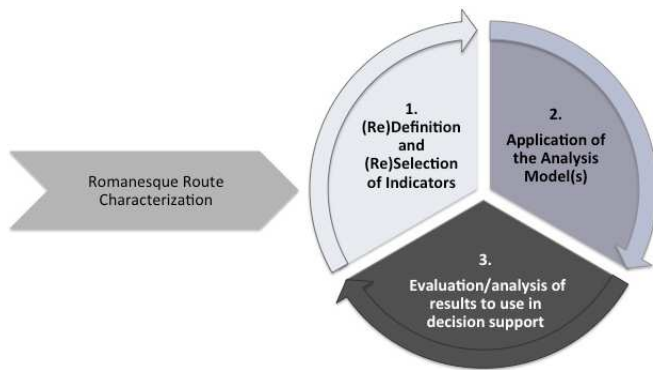 Romanesque Route
Characterization
1.
(Re)Definition
and
(Re)Selection
of Indicators
2.
Application of
the Analysis
Model(s)
3.
Evaluation/analysis of
results to use in
decision support